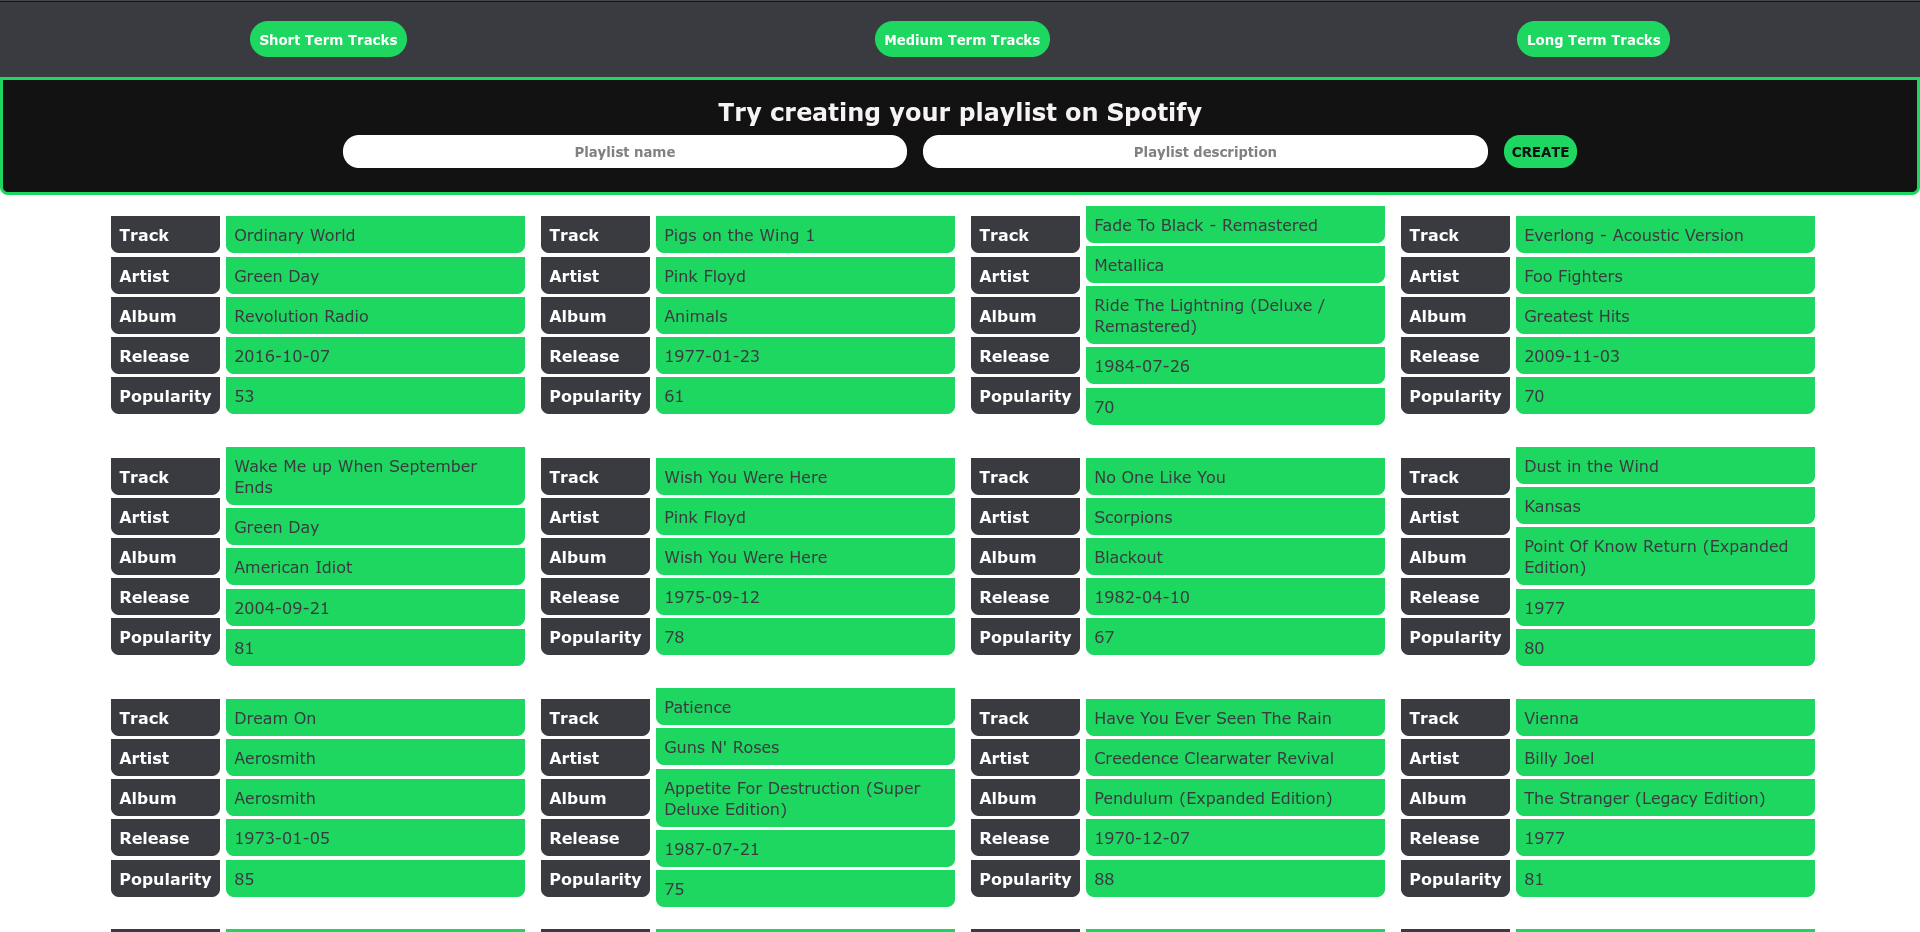 Short Term Tracks
Medium Term Tracks
Long Term Tracks
Try creating your playlist on Spotify
Playlist name
Playlist description
CREATE
Track
Ordinary World
Artist
Green Day
Album
Revolution Radio
Release
2016-10-07
Popularity
53
Track
Pigs on the Wing 1
Artist
Pink Floyd
Album
Animals
Release
1977-01-23
Popularity
61
Track
Fade To Black - Remastered
Artist
Metallica
Album
Ride The Lightning (Deluxe /
Remastered)
Release
1984-07-26
Popularity
70
Track
Everlong - Acoustic Version
Artist
Foo Fighters
Album
Greatest Hits
Release
2009-11-03
Popularity
70
Track
Wake Me up When September
Ends
Artist
Green Day
Album
American Idiot
Release
2004-09-21
Popularity
81
Track
Wish You Were Here
Artist
Pink Floyd
Album
Wish You Were Here
Release
1975-09-12
Popularity
78
Track
No One Like You
Artist
Scorpions
Album
Blackout
Release
1982-04-10
Popularity
67
Track
Dust in the Wind
Artist
Kansas
Album
Point Of Know Return (Expanded
Edition)
Release
1977
Popularity
80
Track
Dream On
Artist
Aerosmith
Album
Aerosmith
Release
1973-01-05
Popularity
85
Track
Patience
Artist
Guns N' Roses
Album
Appetite For Destruction (Super
Deluxe Edition)
Release
1987-07-21
Popularity
75
Track
Have You Ever Seen The Rain
Artist
Creedence Clearwater Revival
Album
Pendulum (Expanded Edition)
Release
1970-12-07
Popularity
88
Track
Vienna
Artist
Billy Joel
Album
The Stranger (Legacy Edition)
Release
1977
Popularity
81